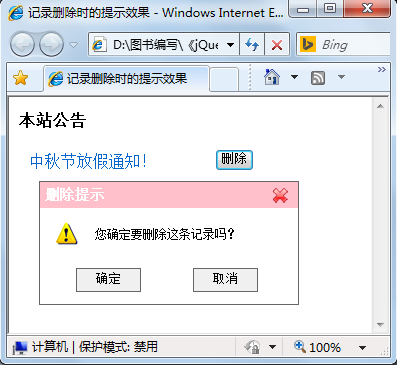 记录删除时的提示效果 - Windows Internet E...
D:\图书编写\《jQue
Bing
记录删除时的提示效果
本站公告
中秋节放假通知!
删除
删除提示
您确定要删除这条记录吗?
确定
取消
计算机 | 保护模式: 禁用
100%